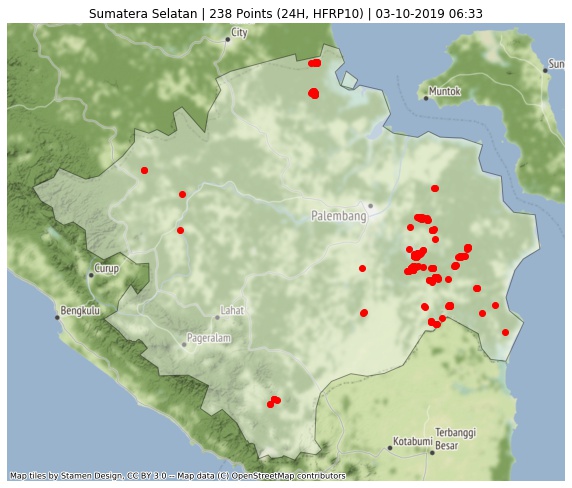 Sumatera Selatan | 238 Points (24H, HFRP10) | 03-10-2019 06:33
City
Sun
Muntok
Palembang
Curup
Bengkulu
Lahat
Pageralam
Kotabumi
Terbanggi
Besar
Map tiles by Stamen Design, CC BY 3.0 -- Map data (C) OpenStreetMap contributors